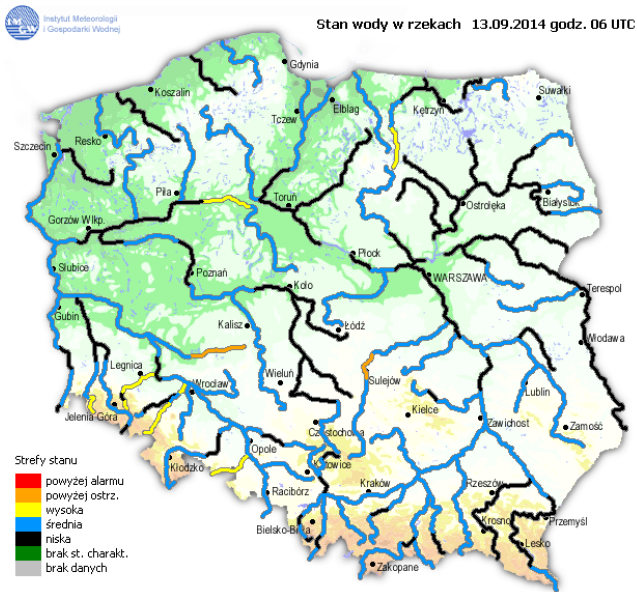 Instytut Meteorologii
i Gospodarki Wodnej
Stan wody w rzekach 13.09.2014 godz. 06 UTC
Gdynia
Koszalin
Suwałki
Elbląg
Kętrzyn
Tczew
Resko
Szczecin
Piła
Białystok
Toruń
Ostrołęka
Gorzów Wlkp.
Płock
Słubice
Poznań
WARSZAWA
Koło
Terespol
Gubin
Kalisz
Łódź
Włodawa
Legnica
Wieluń
Sulejów
Wrocław
Lublin
Jelenia Góra
Kielce
Zawichost
Zamość
Częstochowa
Opole
Kłodzko
Katowice
Racibórz
Kraków
Rzeszów
Bielsko-Biała
Krosno
Przemyśl
Lesko
Zakopane
Strefy stanu
powyżej alarmu
powyżej ostrz.
wysoka
średnia
niska
brak st. charakt.
brak danych